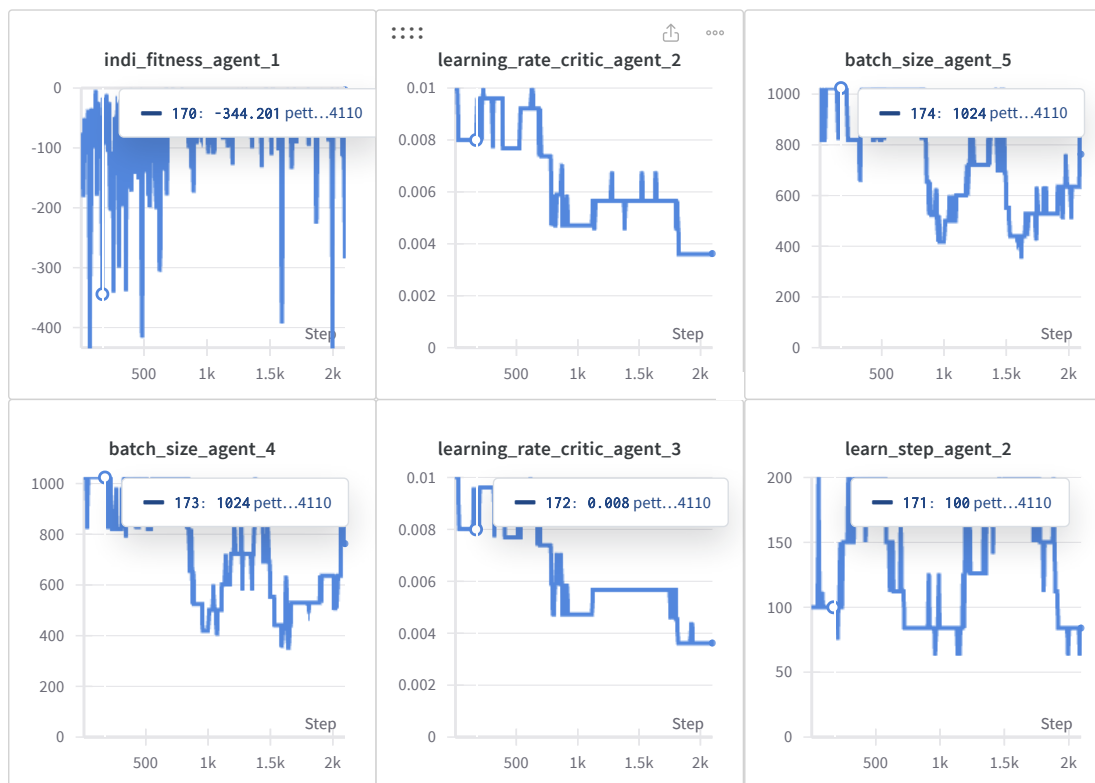 indi_fitness_agent_1
0
-100
-200
-300
-400
170: -344.201 pett...4110
Step
500 1k 1.5k 2k
learning_rate_critic_agent_2
0.01
0.008
0.006
0.004
0.002
0
Step
500 1k 1.5k 2k
batch_size_agent_5
1000
800
600
400
200
0
174: 1024 pett...4110
Step
500 1k 1.5k 2k
batch_size_agent_4
1000
800
600
400
200
0
173: 1024 pett...4110
Step
500 1k 1.5k 2k
learning_rate_critic_agent_3
0.01
0.008
0.006
0.004
0.002
0
172: 0.008 pett...4110
Step
500 1k 1.5k 2k
learn_step_agent_2
200
150
100
50
0
171: 100 pett...4110
Step
500 1k 1.5k 2k